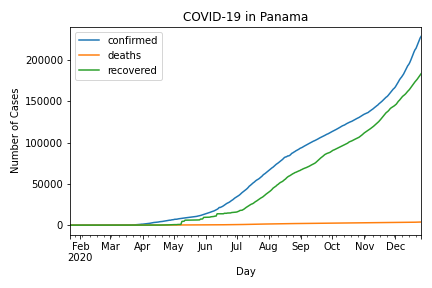 COVID-19 in Panama
confirmed
deaths
recovered
Number of Cases
200000
150000
100000
50000
0
Feb Mar Apr May Jun Jul Aug Sep Oct Nov Dec
2020
Day